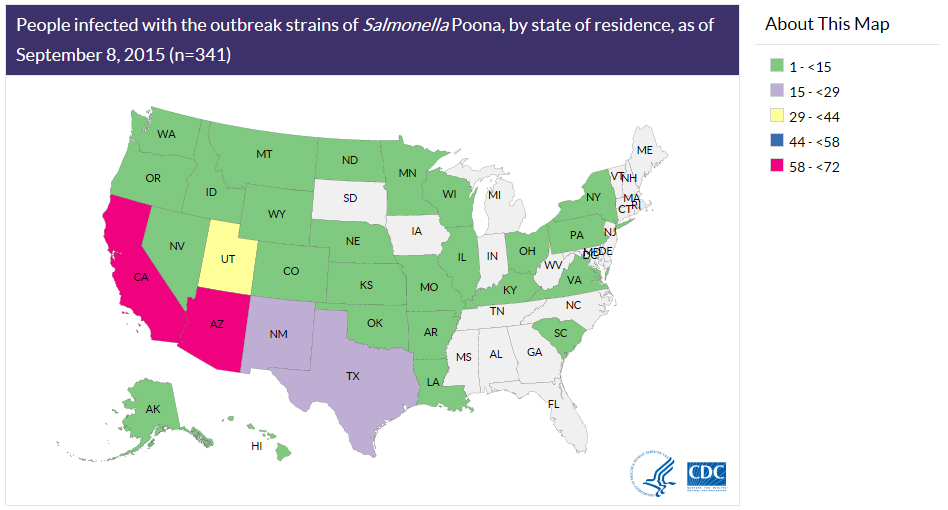 People infected with the outbreak strains of Salmonella Poona, by state of residence, as of
September 8, 2015 (n=341)
About This Map
1 - <15
15 - <29
29 - <44
44 - <58
58 - <72
WA
MT
ND
MN
ME
OR
ID
WY
SD
WI
MI
NY
VT
NH
MA
CT
RI
NV
UT
CO
NE
IA
IL
IN
OH
PA
NJ
MD
DE
DC
CA
KS
MO
KY
WV
VA
AZ
NM
OK
AR
TN
NC
SC
TX
LA
MS
AL
GA
FL
AK
HI
CDC